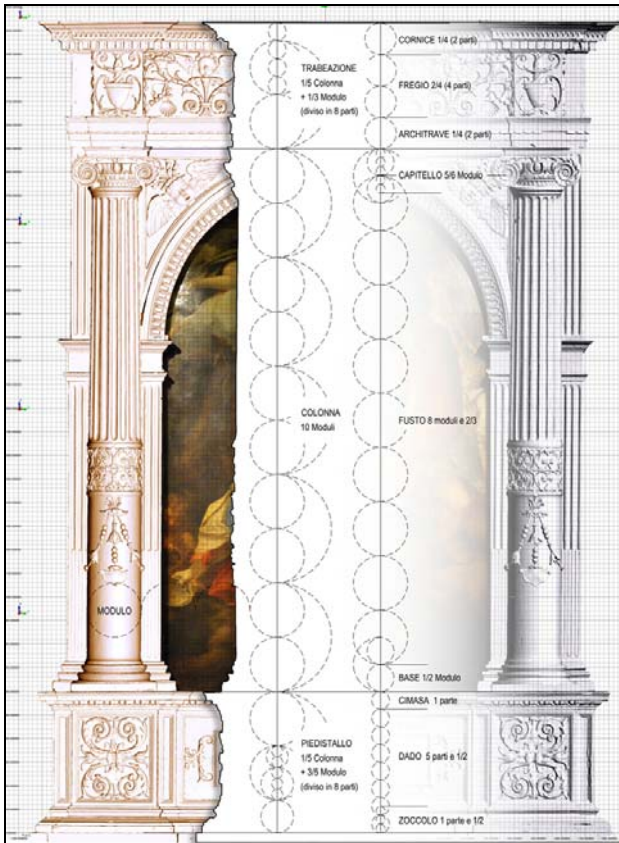 CORNICE 1/4 (2 parti)
TRABEAZIONE
1/5 Colonna
+ 1/3 Modulo
(diviso in 8 parti)
FREGIO 2/4 (4 parti)
ARCHITRAVE 1/4 (2 parti)
CAPITELLO 5/6 Modulo
COLONNA
10 Moduli
FUSTO 8 moduli e 2/3
MODULO
BASE 1/2 Modulo
CIMASA 1 parte
PIEDISTALLO
1/5 Colonna
+ 3/5 Modulo
(diviso in 8 parti)
DADO 5 parti e 1/2
ZOCCOLO 1 parte e 1/2